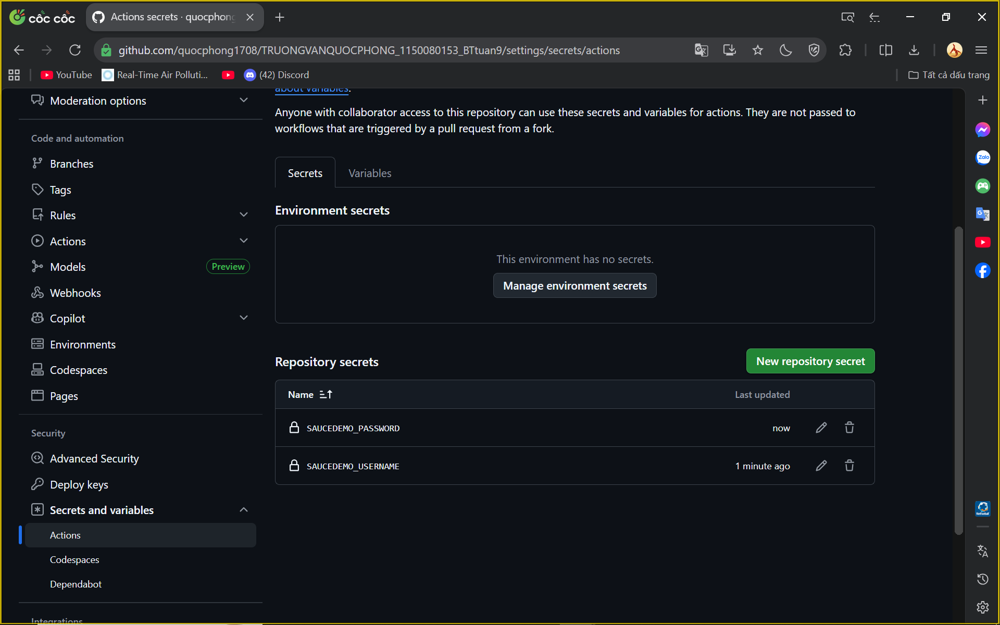 cốc cốc
Actions secrets · quocphong
github.com/quocphong1708/TRUONGVANQUOCPHONG_1150080153_BTtuan9/settings/secrets/actions
YouTube
Real-Time Air Polluti...
(42) Discord
Tất cả dấu trang
Moderation options
Code and automation
Branches
Tags
Rules
Actions
Models
Preview
Webhooks
Copilot
Environments
Codespaces
Pages
Security
Advanced Security
Deploy keys
Secrets and variables
Actions
Codespaces
Dependabot
Integrations
about variables.
Anyone with collaborator access to this repository can use these secrets and variables for actions. They are not passed to
workflows that are triggered by a pull request from a fork.
Secrets
Variables
Environment secrets
This environment has no secrets.
Manage environment secrets
Repository secrets
New repository secret
Name
Last updated
SAUCEDEMO_PASSWORD
now
SAUCEDEMO_USERNAME
1 minute ago
Zalo